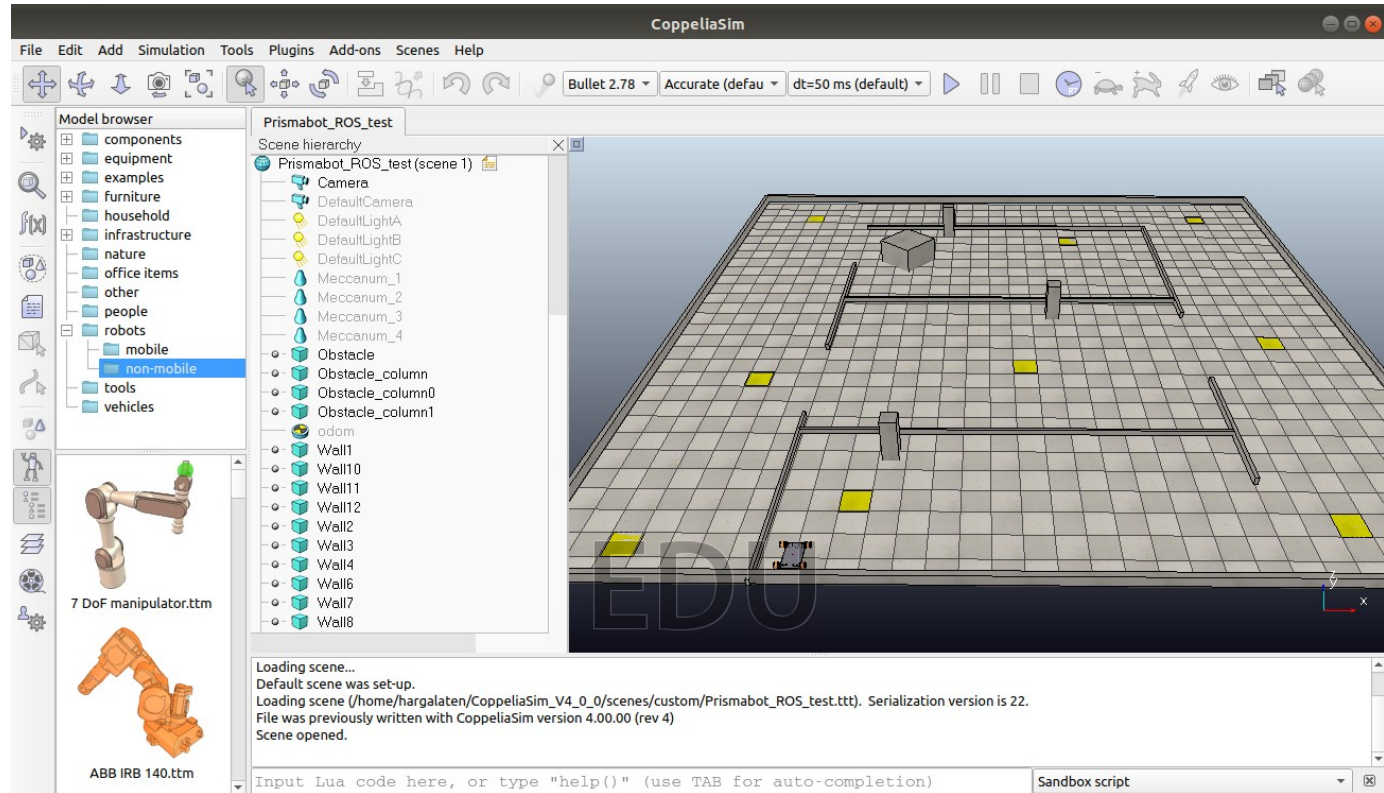 CoppeliaSim
File Edit Add Simulation Tools Plugins Add-ons Scenes Help
Bullet 2.78 Accurate (defau dt=50 ms (default) RT
Model browser
components
equipment
examples
furniture
household
infrastructure
nature
office items
other
people
robots
mobile
non-mobile
tools
vehicles
f(x)
7 DoF manipulator.ttm
ABB IRB 140.ttm
Prismabot_ROS_test
Scene hierarchy
Prismabot_ROS_test (scene 1)
Camera
DefaultCamera
DefaultLightA
DefaultLightB
DefaultLightC
Meccanum_1
Meccanum_2
Meccanum_3
Meccanum_4
Obstacle
Obstacle_column
Obstacle_column0
Obstacle_column1
odom
Wall1
Wall10
Wall11
Wall12
Wall2
Wall3
Wall4
Wall6
Wall7
Wall8
EDU
z
y
x
Loading scene...
Default scene was set-up.
Loading scene (/home/hargalaten/CoppeliaSim_V4_0_0/scenes/custom/Prismabot_ROS_test.ttt). Serialization version is 22.
File was previously written with CoppeliaSim version 4.00.00 (rev 4)
Scene opened.
Input Lua code here, or type "help()" (use TAB for auto-completion)
Sandbox script